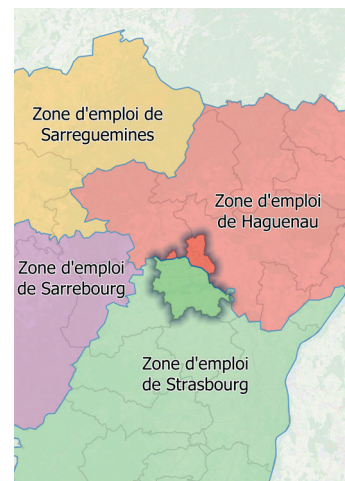 Zone d'emploi de
Sarreguemines
Zone d'emploi
de Haguenau
Zone d'emploi
de Sarrebourg
Zone d'emploi
de Strasbourg